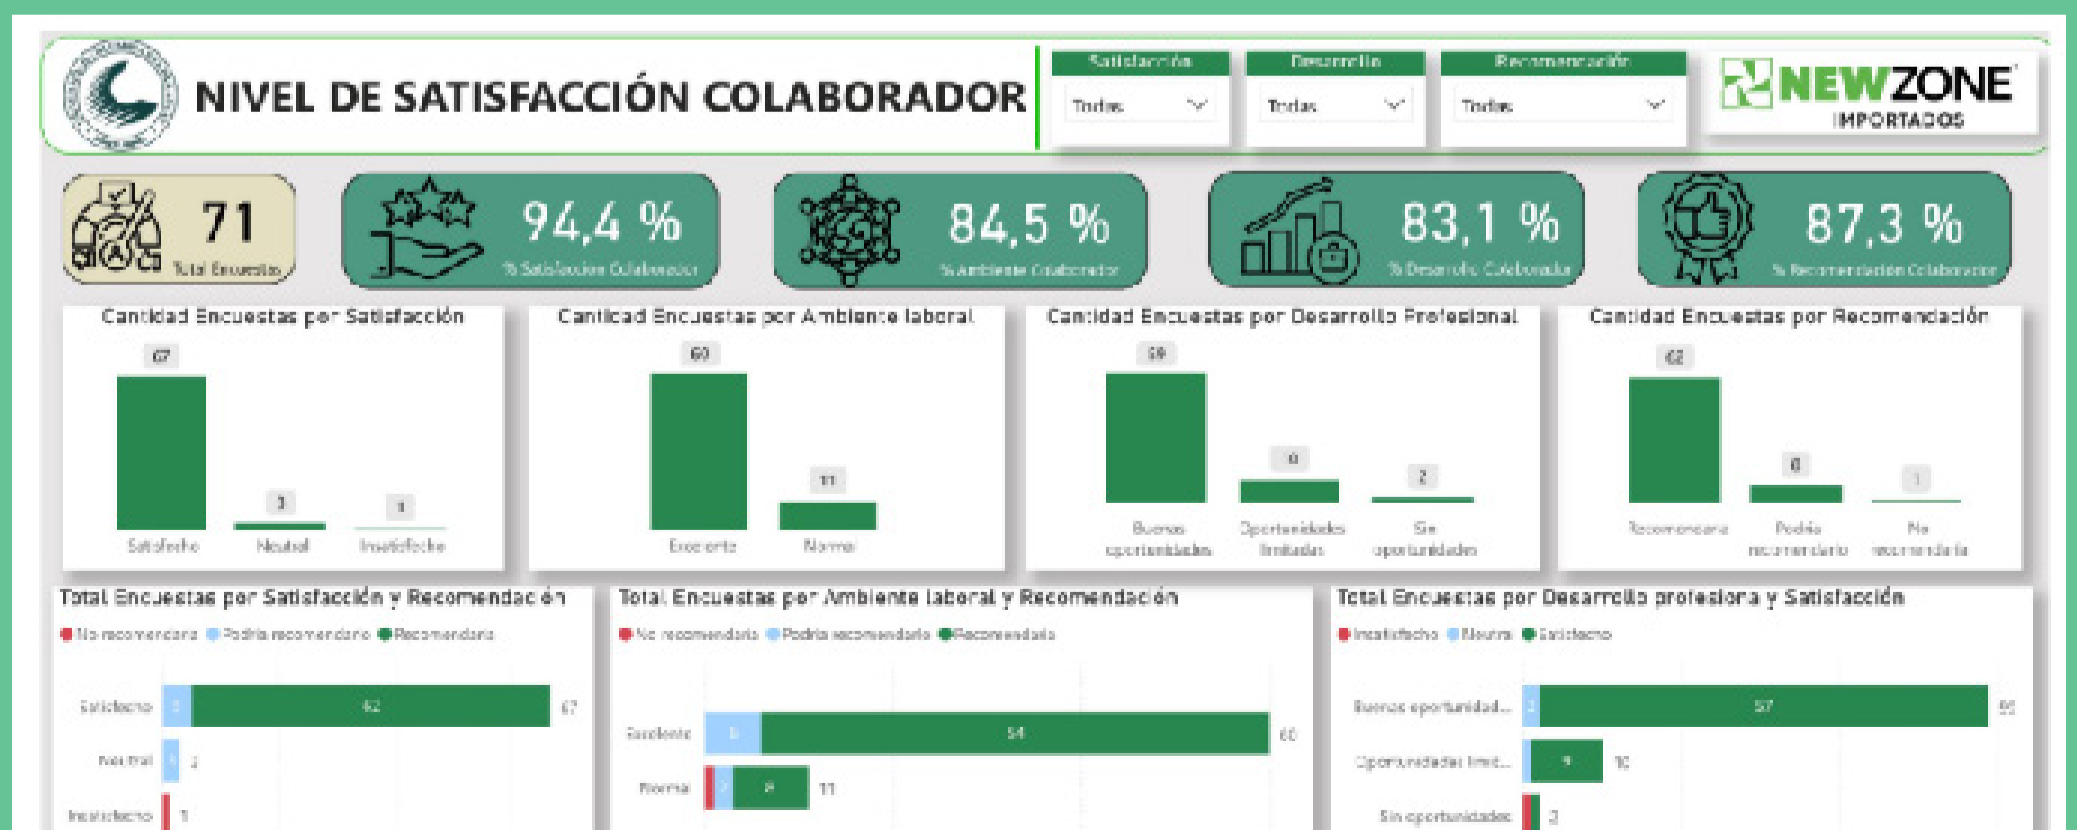 NIVEL DE SATISFACCIÓN COLABORADOR
Satisfacción
Todas
Desarrollo
Todas
Recomendación
Todas
NEWZONE
IMPORTADOS
71
Total Encuestas
94,4 %
% Satisfaccion Colaborador
84,5 %
% Ambiente Colaborador
83,1 %
% Desarrollo Colaborador
87,3 %
% Recomendación Colaborador
Cantidad Encuestas por Satisfacción
67
3
1
Satisfecho
Neutral
Insatisfecho
Cantidad Encuestas por Ambiente laboral
60
11
Excelente
Normal
Cantidad Encuestas por Desarrollo Profesional
59
2
Buenas
oportunidades
Oportunidades
limitadas
Sin
oportunidades
Cantidad Encuestas por Recomendación
62
1
Recomendaría
Podría
recomendarlo
No
recomendaría
Total Encuestas por Satisfacción y Recomendación
No recomendaría Podría recomendarlo Recomendaría
Satisfecho 62 67
Neutral
Insatisfecho 1
Total Encuestas por Ambiente laboral y Recomendación
No recomendaría Podría recomendarlo Recomendaría
Excelente 54 60
Normal 2 8 11
Total Encuestas por Desarrollo profesional y Satisfacción
Insatisfecho Neutral Satisfecho
Buenas oportunidad... 2 57 59
Oportunidades limit... 9 10
Sin oportunidades 2